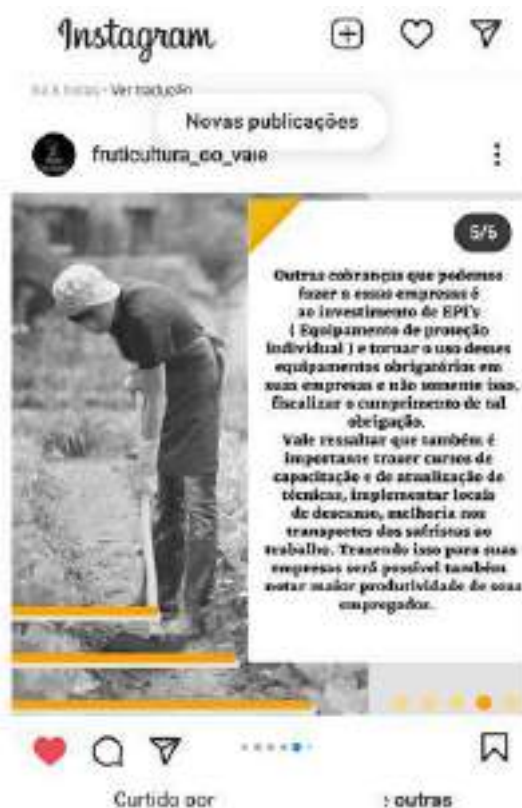 Instagram
Ver tradução
Novas publicações
fruticultura_do_vale
5/5
Outras cobranças que podemos
fazer a essas empresas é
ao investimento de EPI's
( Equipamento de proteção
individual ) e tornar o uso desses
equipamentos obrigatórios em
suas empresas e não somente isso,
fiscalizar o cumprimento de tal
obrigação.
Vale ressaltar que também é
importante trazer cursos de
capacitação e de atualização de
técnicas, implementar locais
de descanso, melhoria nos
transportes dos safristas ao
trabalho. Trazendo isso para suas
empresas será possível também
notar maior produtividade de seus
empregados.
Curtido por
outras